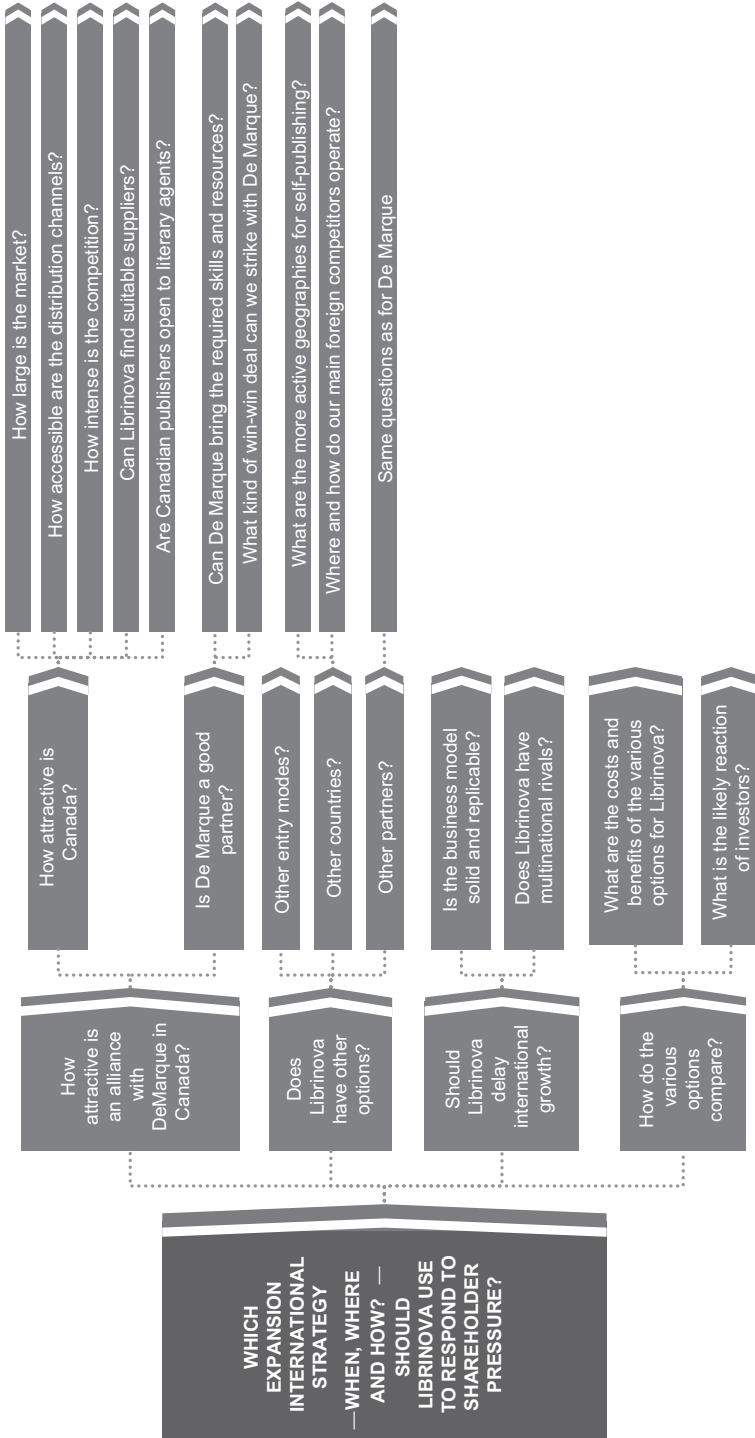 WHICH
EXPANSION
INTERNATIONAL
STRATEGY
—WHEN, WHERE
AND HOW? —
SHOULD
LIBRINOVA USE
TO RESPOND TO
SHAREHOLDER
PRESSURE?
How
attractive is
an alliance
with
DeMarque in
Canada?
How attractive is
Canada?
How large is the market?
How accessible are the distribution channels?
How intense is the competition?
Can Librinova find suitable suppliers?
Are Canadian publishers open to literary agents?
Is De Marque a good
partner?
Can De Marque bring the required skills and resources?
What kind of win-win deal can we strike with De Marque?
Does
Librinova
have other
options?
Other entry modes?
Other countries?
What are the more active geographies for self-publishing?
Where and how do our main foreign competitors operate?
Other partners?
Same questions as for De Marque
Should
Librinova
delay
international
growth?
Is the business model
solid and replicable?
Does Librinova have
multinational rivals?
How do the
various
options
compare?
What are the costs and
benefits of the various
options for Librinova?
What is the likely reaction
of investors?